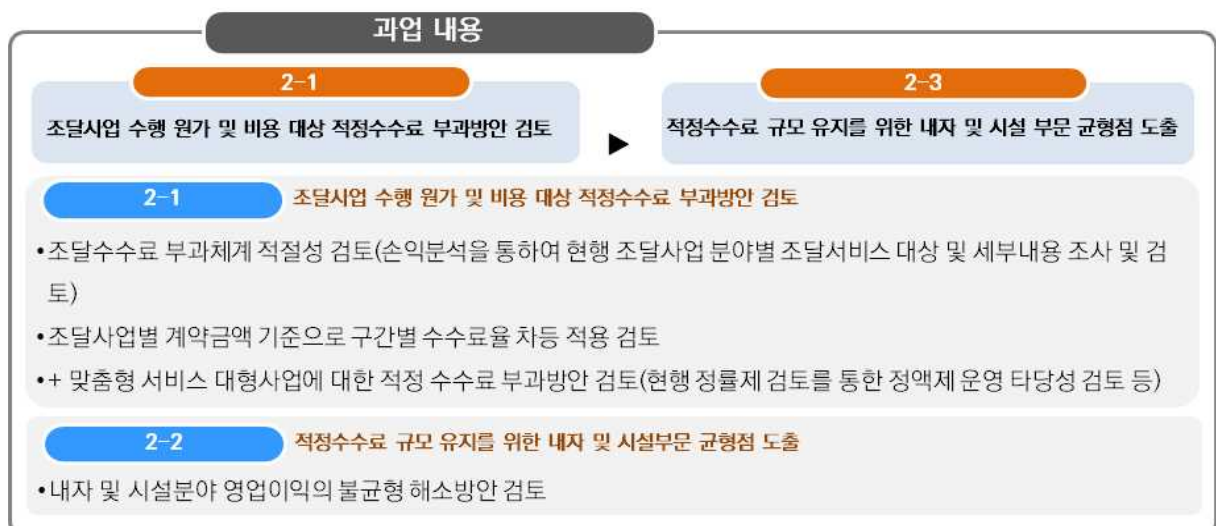 과업 내용
2-1
2-3
조달사업 수행 원가 및 비용 대상 적정수수료 부과방안 검토
▶
적정수수료 규모 유지를 위한 내자 및 시설 부문 균형점 도출
2-1 조달사업 수행 원가 및 비용 대상 적정수수료 부과방안 검토
•조달수수료 부과체계 적절성 검토(손익분석을 통하여 현행 조달사업 분야별 조달서비스 대상 및 세부내용 조사 및 검
토)
•조달사업별 계약금액 기준으로 구간별 수수료율 차등 적용 검토
•+ 맞춤형 서비스 대형사업에 대한 적정 수수료 부과방안 검토(현행 정률제 검토를 통한 정액제 운영 타당성 검토 등)
2-2 적정수수료 규모 유지를 위한 내자 및 시설부문 균형점 도출
•내자 및 시설분야 영업이익의 불균형 해소방안 검토